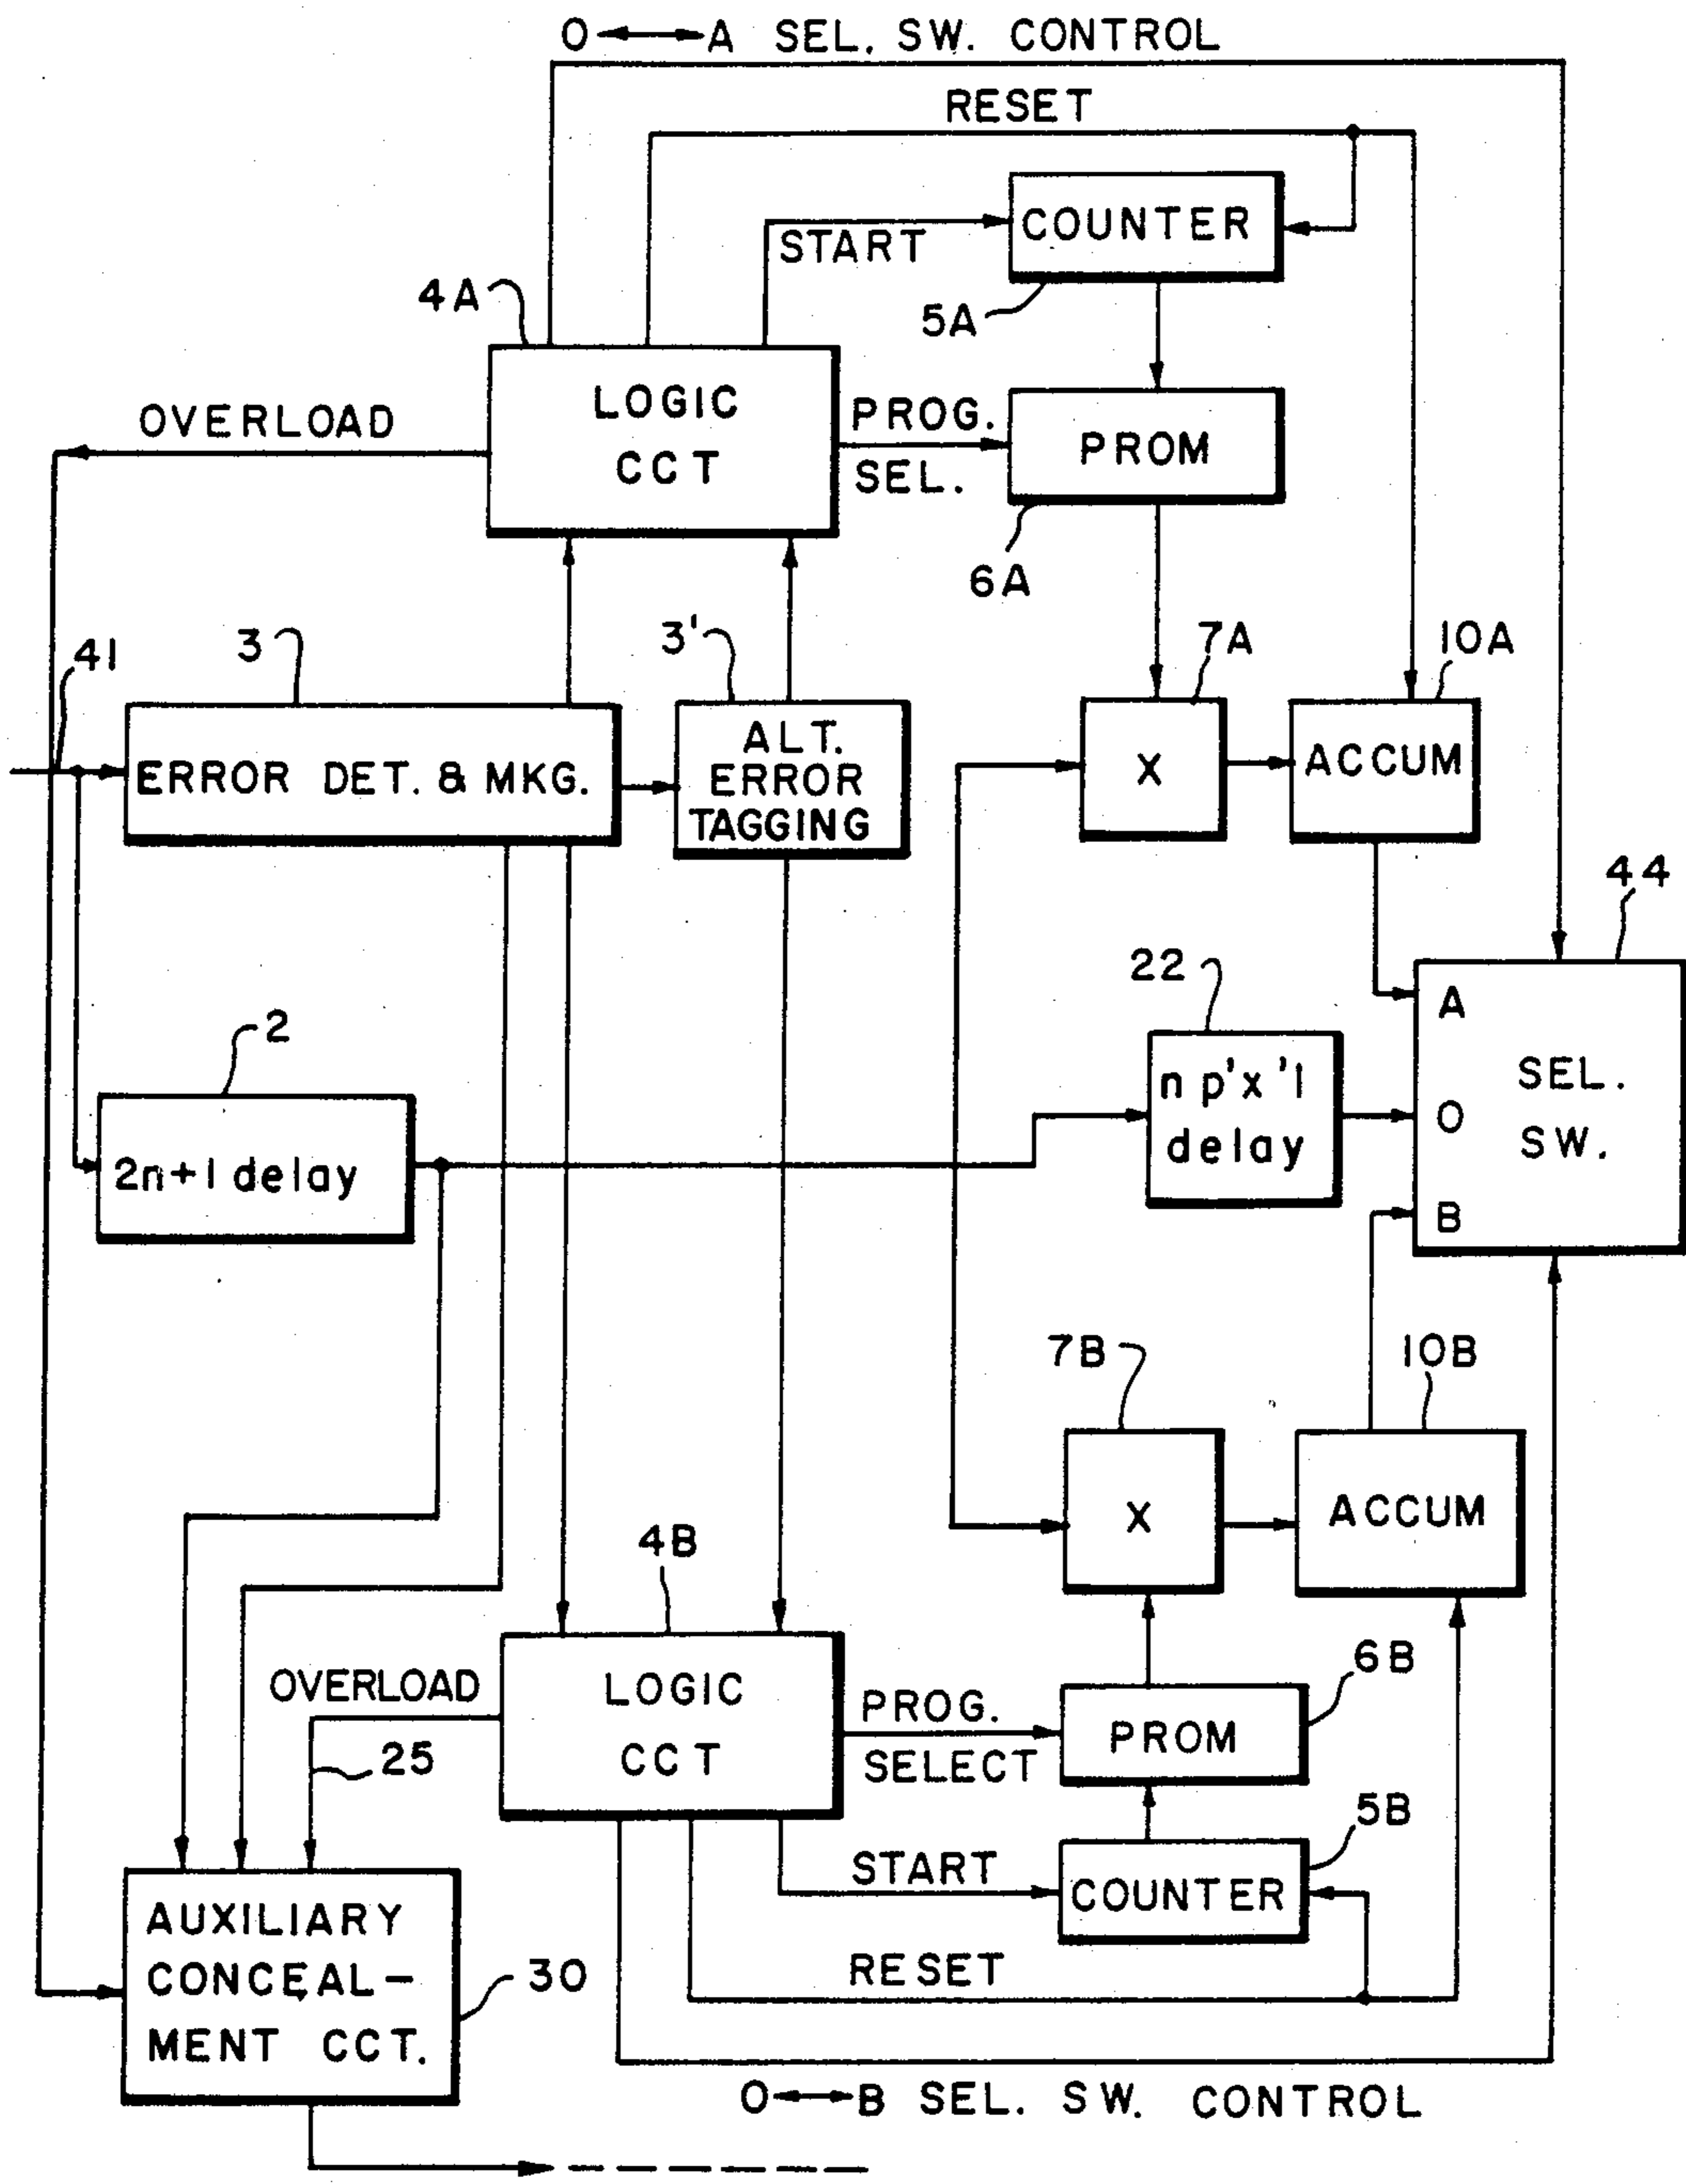 O ↔ A SEL. SW. CONTROL
RESET
COUNTER
START
4A
5A
LOGIC
CCT
OVERLOAD
PROG.
SEL.
PROM
6A
41
3
3'
7A
10A
ERROR DET. & MKG.
ALT.
ERROR
TAGGING
X
ACCUM
44
22
A
2
n p'x'l
delay
SEL.
SW.
O
2n+1 delay
B
7B
10B
X
ACCUM
4B
6B
OVERLOAD
LOGIC
CCT
PROG.
SELECT
PROM
25
5B
START
COUNTER
AUXILIARY
CONCEAL-
MENT CCT.
30
RESET
O ↔ B SEL. SW. CONTROL